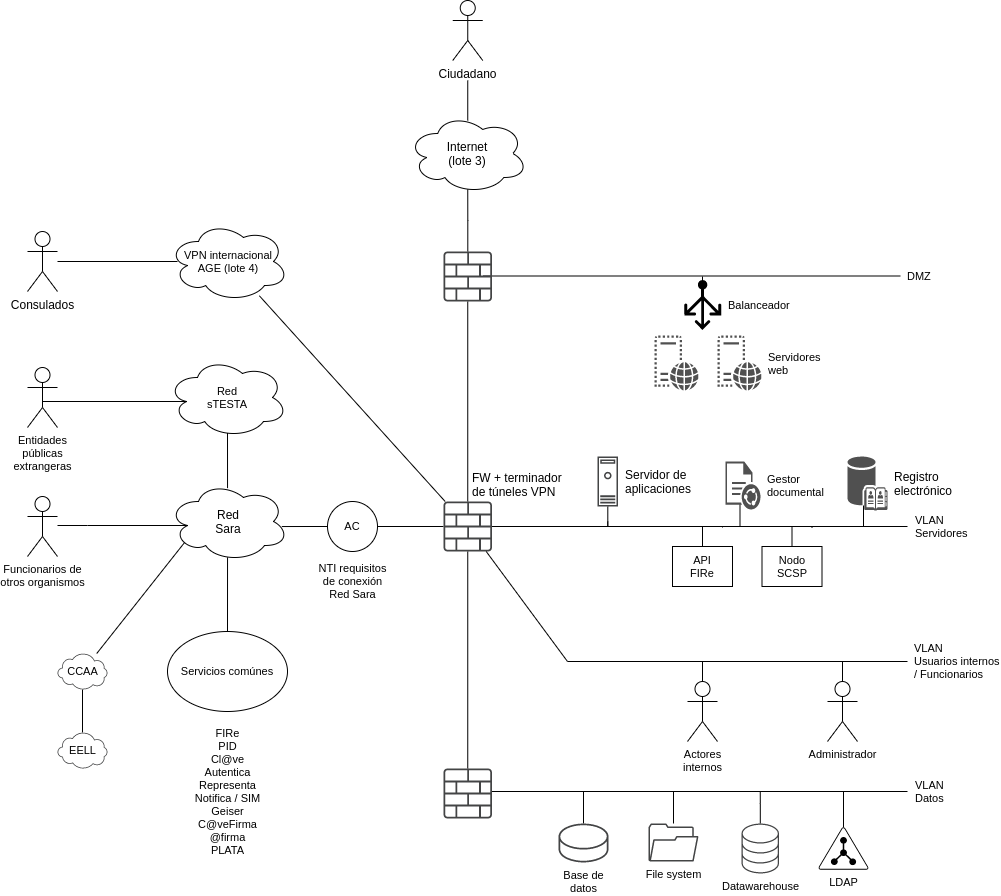 Ciudadano
Internet
(lote 3)
VPN internacional
AGE (lote 4)
Consulados
DMZ
Balanceador
Servidores
web
Red
sTESTA
Entidades
públicas
extrangeras
FW + terminador
de túneles VPN
Servidor de
aplicaciones
Gestor
documental
Registro
electrónico
Red
Sara
AC
VLAN
Servidores
Funcionarios de
otros organismos
NTI requisitos
de conexión
Red Sara
API
FIRe
Nodo
SCSP
CCAA
Servicios comúnes
VLAN
Usuarios internos
/ Funcionarios
EELL
Actores
internos
Administrador
FIRe
PID
Cl@ve
Autentica
Representa
Notifica / SIM
Geiser
C@veFirma
@firma
PLATA
VLAN
Datos
Base de
datos
File system
Datawarehouse
LDAP